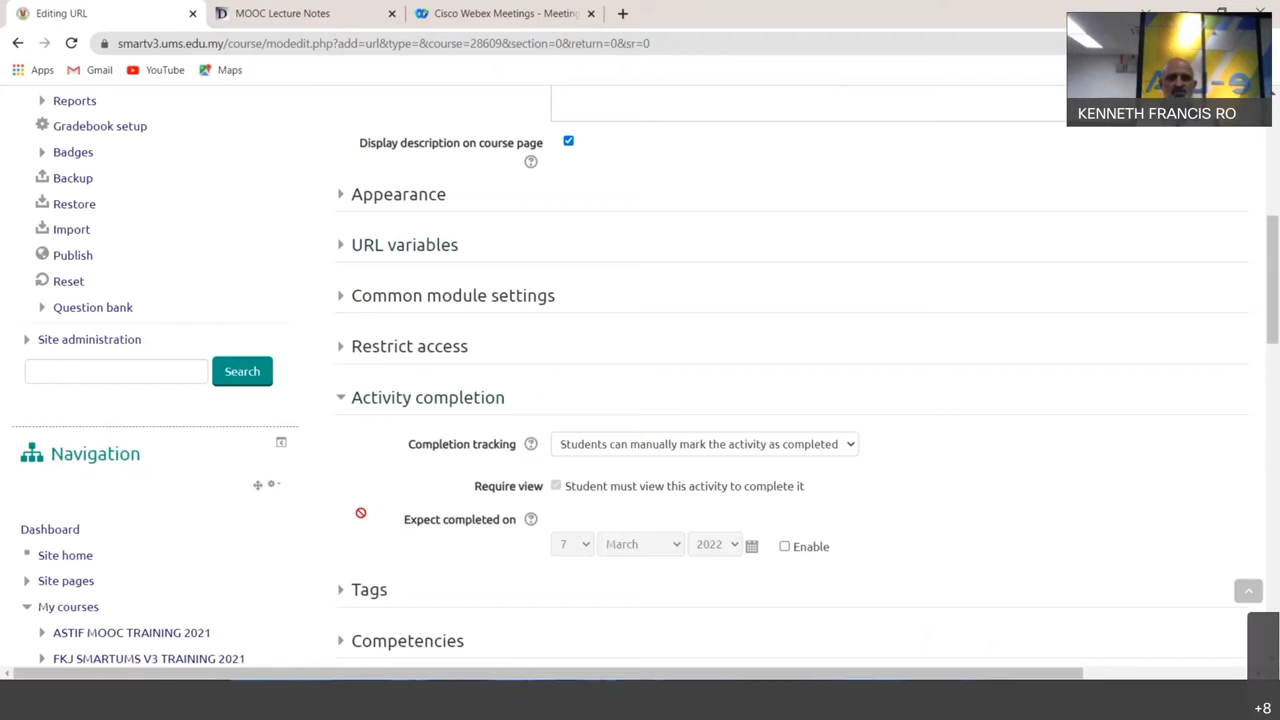 Editing URL
MOOC Lecture Notes
Cisco Webex Meetings - Meeting
smartv3.ums.edu.my/course/modedit.php?add=url&type=&course=28609&section=0&return=0&sr=0
Apps
Gmail
YouTube
Maps
KENNETH FRANCIS RO
Reports
Gradebook setup
Badges
Backup
Restore
Import
Publish
Reset
Question bank
Site administration
Search
Navigation
Dashboard
Site home
Site pages
My courses
ASTIF MOOC TRAINING 2021
FKJ SMARTUMS V3 TRAINING 2021
Display description on course page
Appearance
URL variables
Common module settings
Restrict access
Activity completion
Completion tracking Students can manually mark the activity as completed
Require view Student must view this activity to complete it
Expect completed on
7 March 2022 Enable
Tags
Competencies
+8